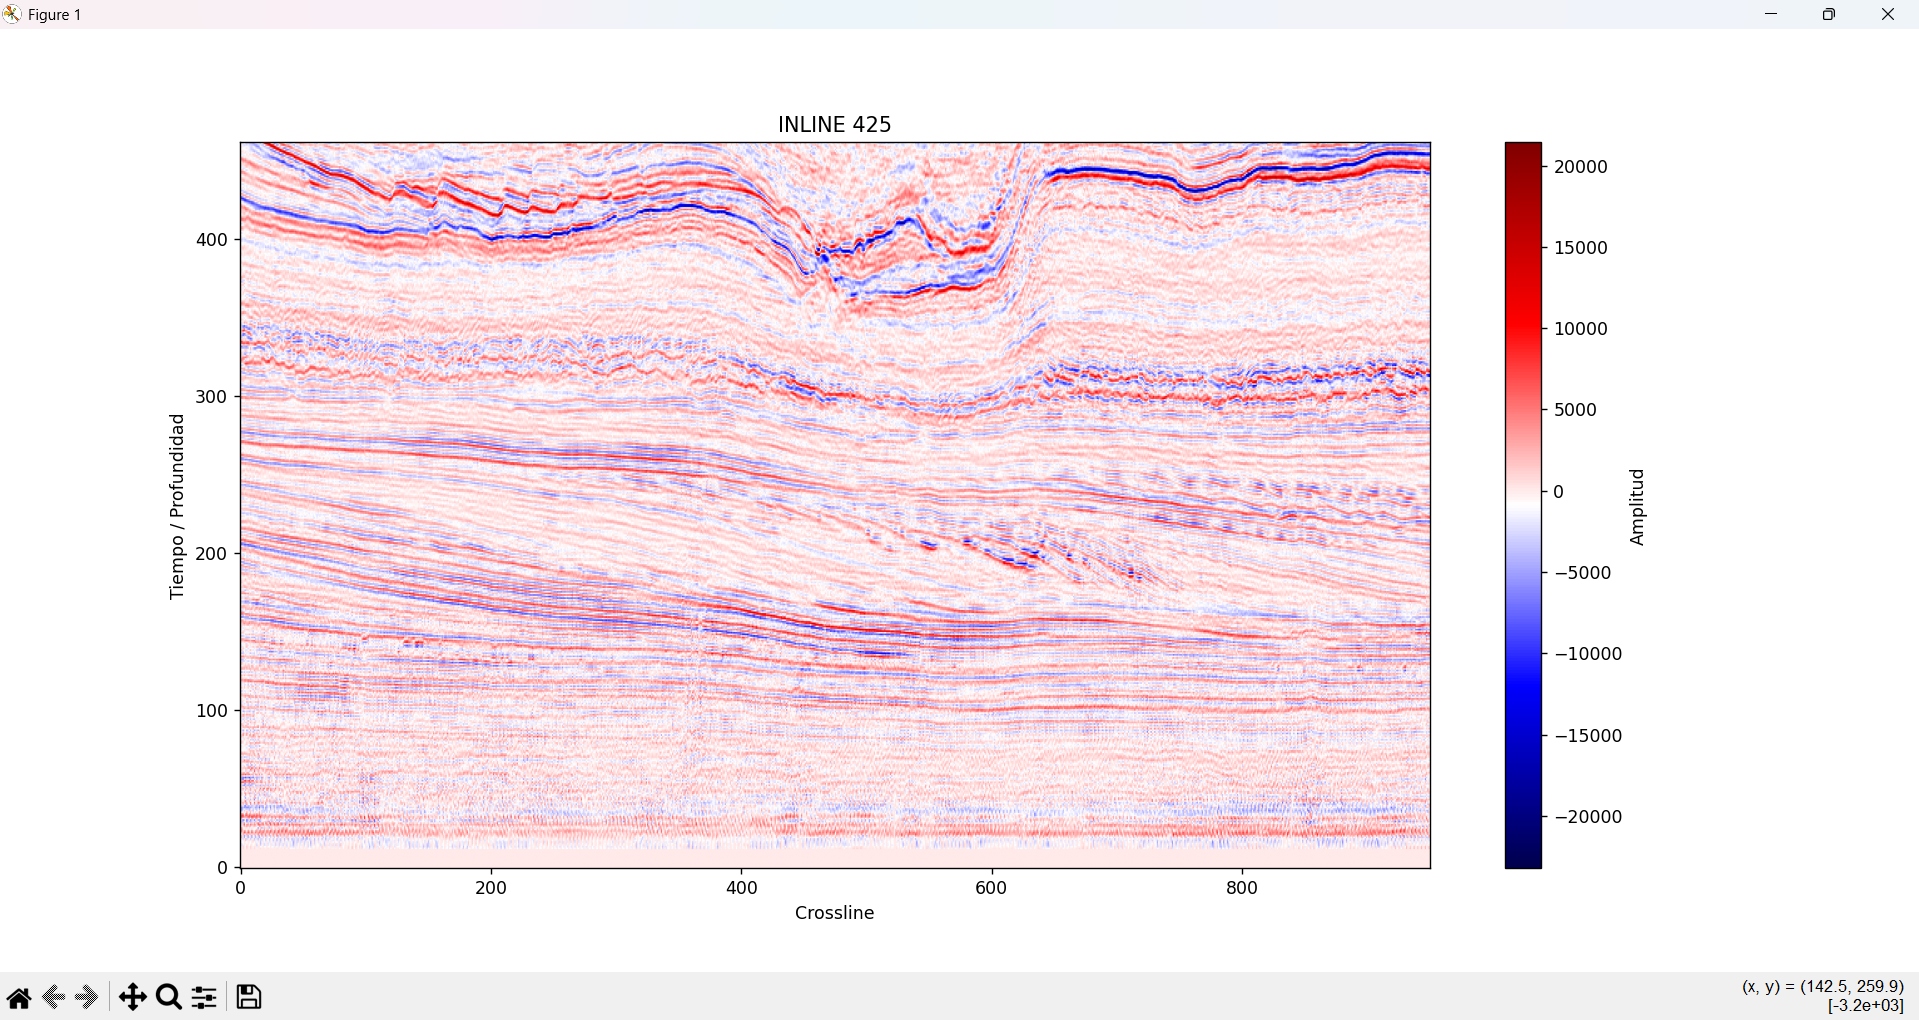 Figure 1
INLINE 425
400
300
200
100
0
Tiempo / Profundidad
0
200
400
600
800
Crossline
20000
15000
10000
5000
0
−5000
−10000
−15000
−20000
Amplitud
(x, y) = (142.5, 259.9)
[-3.2e+03]